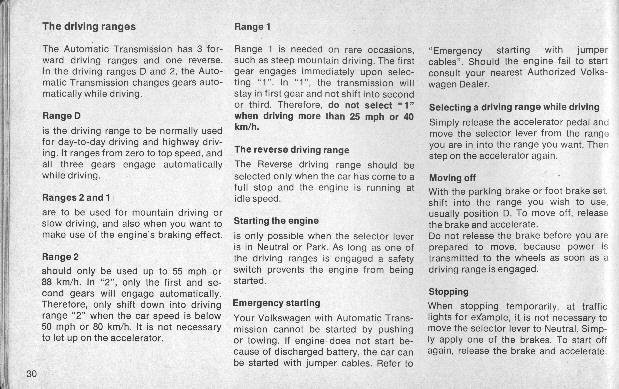 The driving ranges
The Automatic Transmission has 3 for-
ward driving ranges and one reverse.
In the driving ranges D and 2, the Auto-
matic Transmission changes gears auto-
matically while driving.
Range D
is the driving range to be normally used
for day-to-day driving and highway driv-
ing. It ranges from zero to top speed, and
all three gears engage automatically
while driving.
Ranges 2 and 1
are to be used for mountain driving or
slow driving, and also when you want to
make use of the engine's braking effect.
Range 2
should only be used up to 55 mph or
88 km/h. In "2", only the first and se-
cond gears will engage automatically.
Therefore, only shift down into driving
range "2" when the car speed is below
50 mph or 80 km/h. It is not necessary
to let up on the accelerator.
30
Range 1
Range 1 is needed on rare occasions,
such as steep mountain driving. The first
gear engages immediately upon selec-
ting "1". In "1", the transmission will
stay in first gear and not shift into second
or third. Therefore, do not select "1"
when driving more than 25 mph or 40
km/h.
The reverse driving range
The Reverse driving range should be
selected only when the car has come to a
full stop and the engine is running at
idle speed.
Starting the engine
is only possible when the selector lever
is in Neutral or Park. As long as one of
the driving ranges is engaged a safety
switch prevents the engine from being
started.
Emergency starting
Your Volkswagen with Automatic Trans-
mission cannot be started by pushing
or towing. If engine does not start be-
cause of discharged battery, the car can
be started with jumper cables. Refer to
"Emergency starting with jumper
cables". Should the engine fail to start
consult your nearest Authorized Volks-
wagen Dealer.
Selecting a driving range while driving
Simply release the accelerator pedal and
move the selector lever from the range
you are in into the range you want. Then
step on the accelerator again.
Moving off
With the parking brake or foot brake set,
shift into the range you wish to use,
usually position D. To move off, release
the brake and accelerate.
Do not release the brake before you are
prepared to move, because power is
transmitted to the wheels as soon as a
driving range is engaged.
Stopping
When stopping temporarily, at traffic
lights for example, it is not necessary to
move the selector lever to Neutral. Simp-
ly apply one of the brakes. To start off
again, release the brake and accelerate.